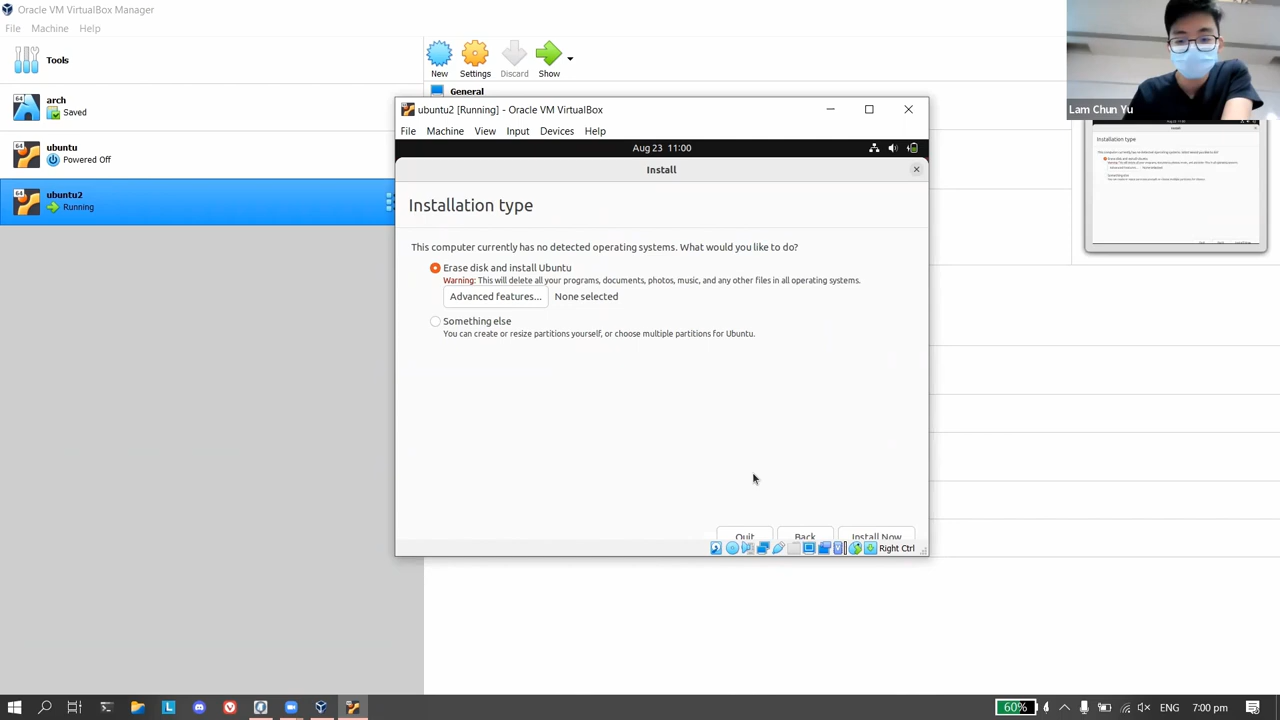 Oracle VM VirtualBox Manager
File Machine Help
Tools
New Settings Discard Show
64 arch
Saved
64 ubuntu
Powered Off
64 ubuntu2
Running
General
Lam Chun Yu
ubuntu2 [Running] - Oracle VM VirtualBox
File Machine View Input Devices Help
Aug 23 11:00
Install
Installation type
This computer currently has no detected operating systems. What would you like to do?
Erase disk and install Ubuntu
Warning: This will delete all your programs, documents, photos, music, and any other files in all operating systems.
Advanced features... None selected
Something else
You can create or resize partitions yourself, or choose multiple partitions for Ubuntu.
Quit Back Install Now
Right Ctrl
Installation type
60% ENG 7:00 pm